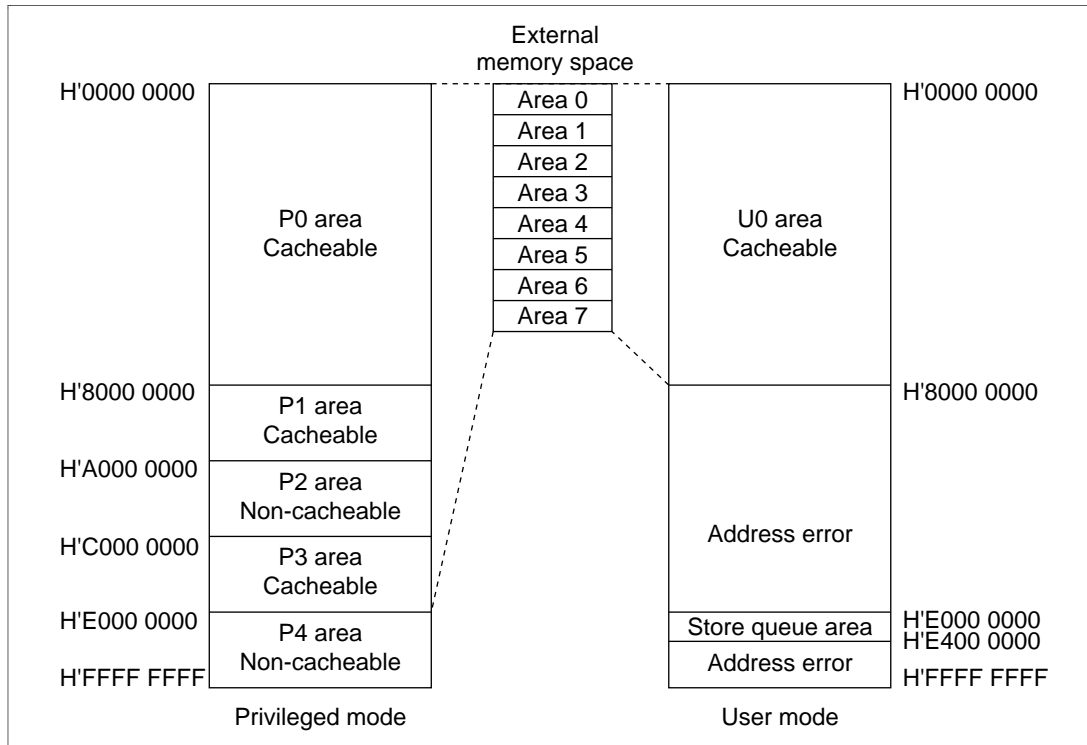 External
memory space
H'0000 0000
Area 0
Area 1
Area 2
Area 3
Area 4
Area 5
Area 6
Area 7
H'0000 0000
P0 area
Cacheable
U0 area
Cacheable
H'8000 0000
H'8000 0000
P1 area
Cacheable
H'A000 0000
P2 area
Non-cacheable
H'C000 0000
P3 area
Cacheable
Address error
H'E000 0000
P4 area
Non-cacheable
Store queue area
H'E000 0000
H'E400 0000
Address error
H'FFFF FFFF
H'FFFF FFFF
Privileged mode
User mode